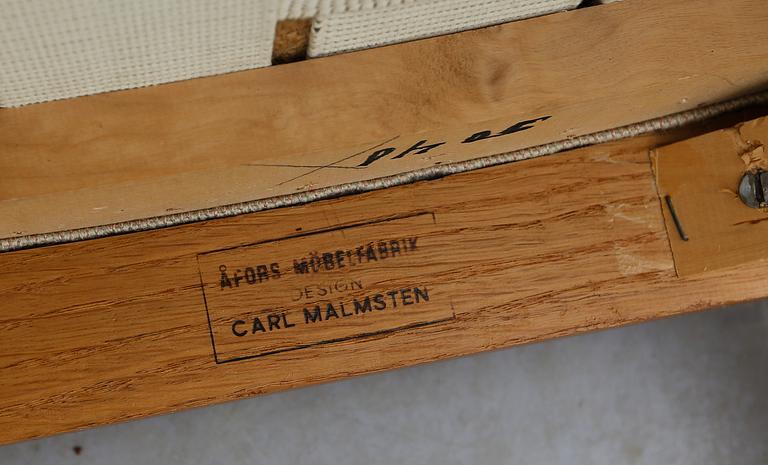 ÅFORS MÖBELFABRIK
DESIGN
CARL MALMSTEN